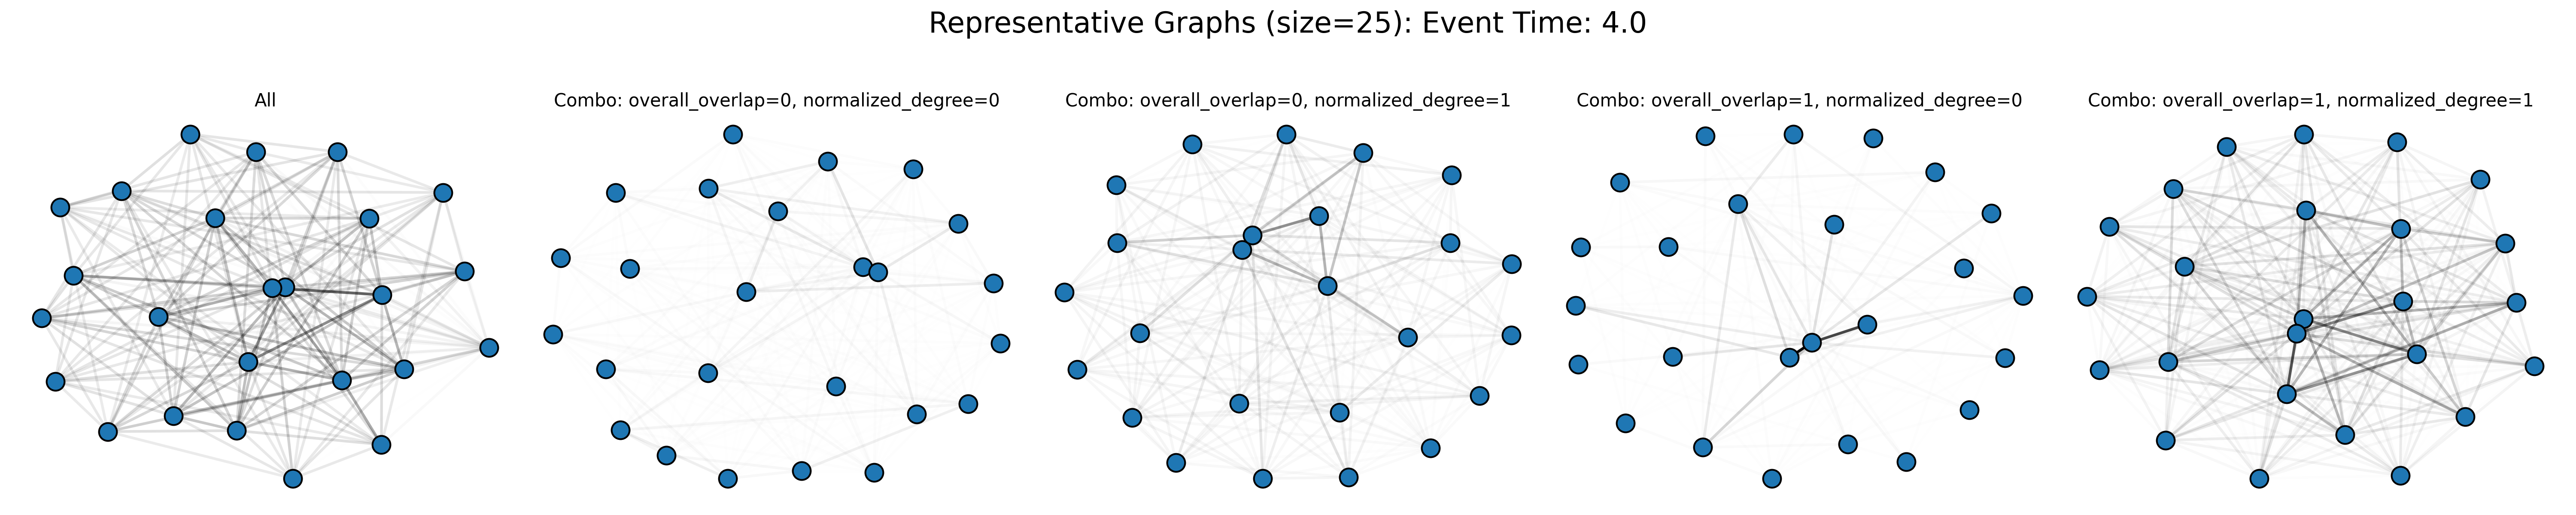 Representative Graphs (size=25): Event Time: 4.0
All
Combo: overall_overlap=0, normalized_degree=0
Combo: overall_overlap=0, normalized_degree=1
Combo: overall_overlap=1, normalized_degree=0
Combo: overall_overlap=1, normalized_degree=1